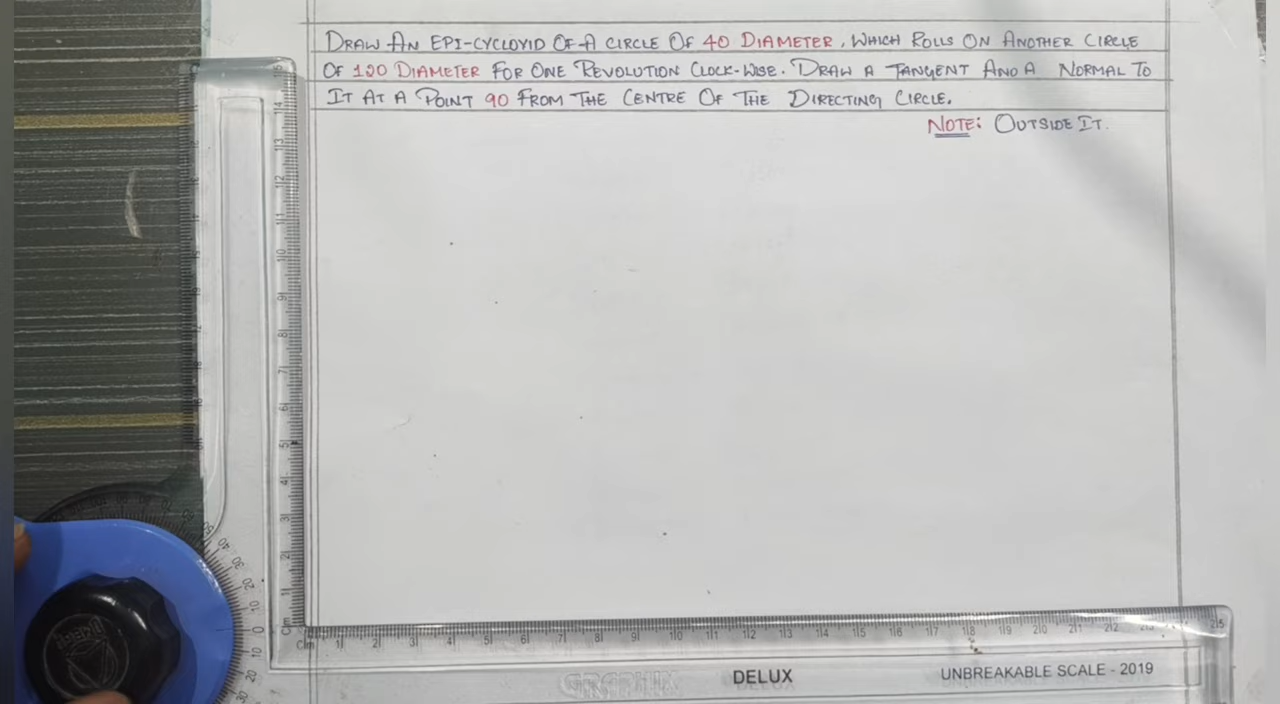 DRAW AN EPI-CYCLOYID OF A CIRCLE OF 40 DIAMETER, WHICH ROLLS ON ANOTHER CIRCLE
OF 120 DIAMETER FOR ONE REVOLUTION CLOCK-WISE. DRAW A TANGENT AND A NORMAL TO
IT AT A POINT 90 FROM THE CENTRE OF THE DIRECTING CIRCLE.
NOTE: OUTSIDE IT.
DELUX
UNBREAKABLE SCALE - 2019